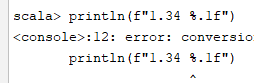 scala> println(f"1.34 %.1f")
<console>:12: error: conversio
println(f"1.34 %.1f")
^